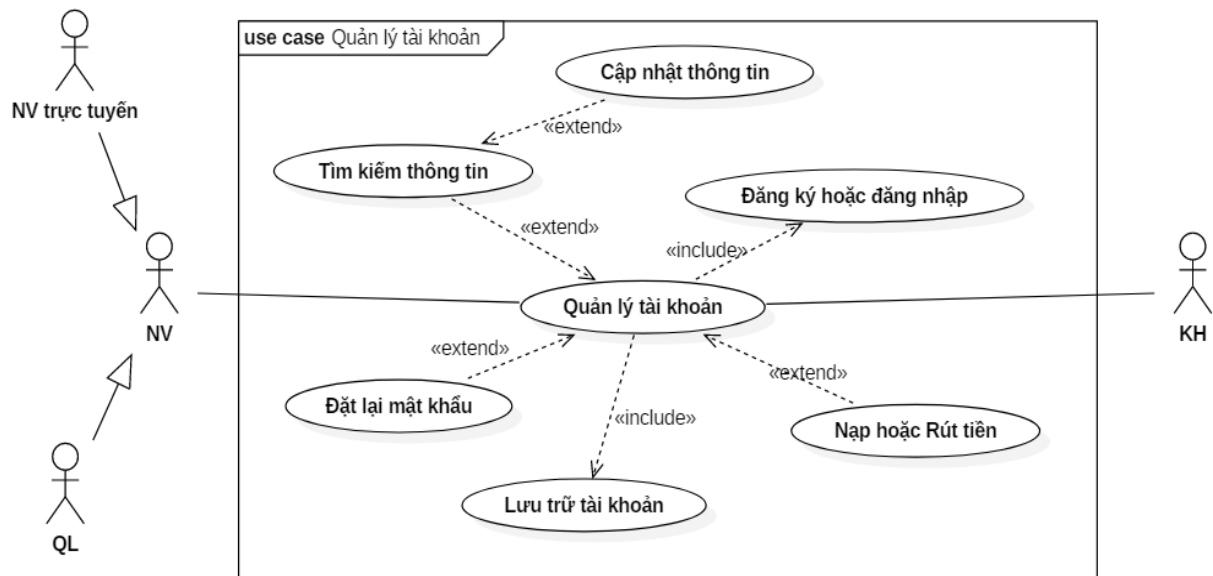 use case Quản lý tài khoản
NV trực tuyến
Cập nhật thông tin
«extend»
Tìm kiếm thông tin
Đăng ký hoặc đăng nhập
«extend»
«include»
Quản lý tài khoản
NV
KH
«extend»
«extend»
Đặt lại mật khẩu
«include»
Nạp hoặc Rút tiền
Lưu trữ tài khoản
QL